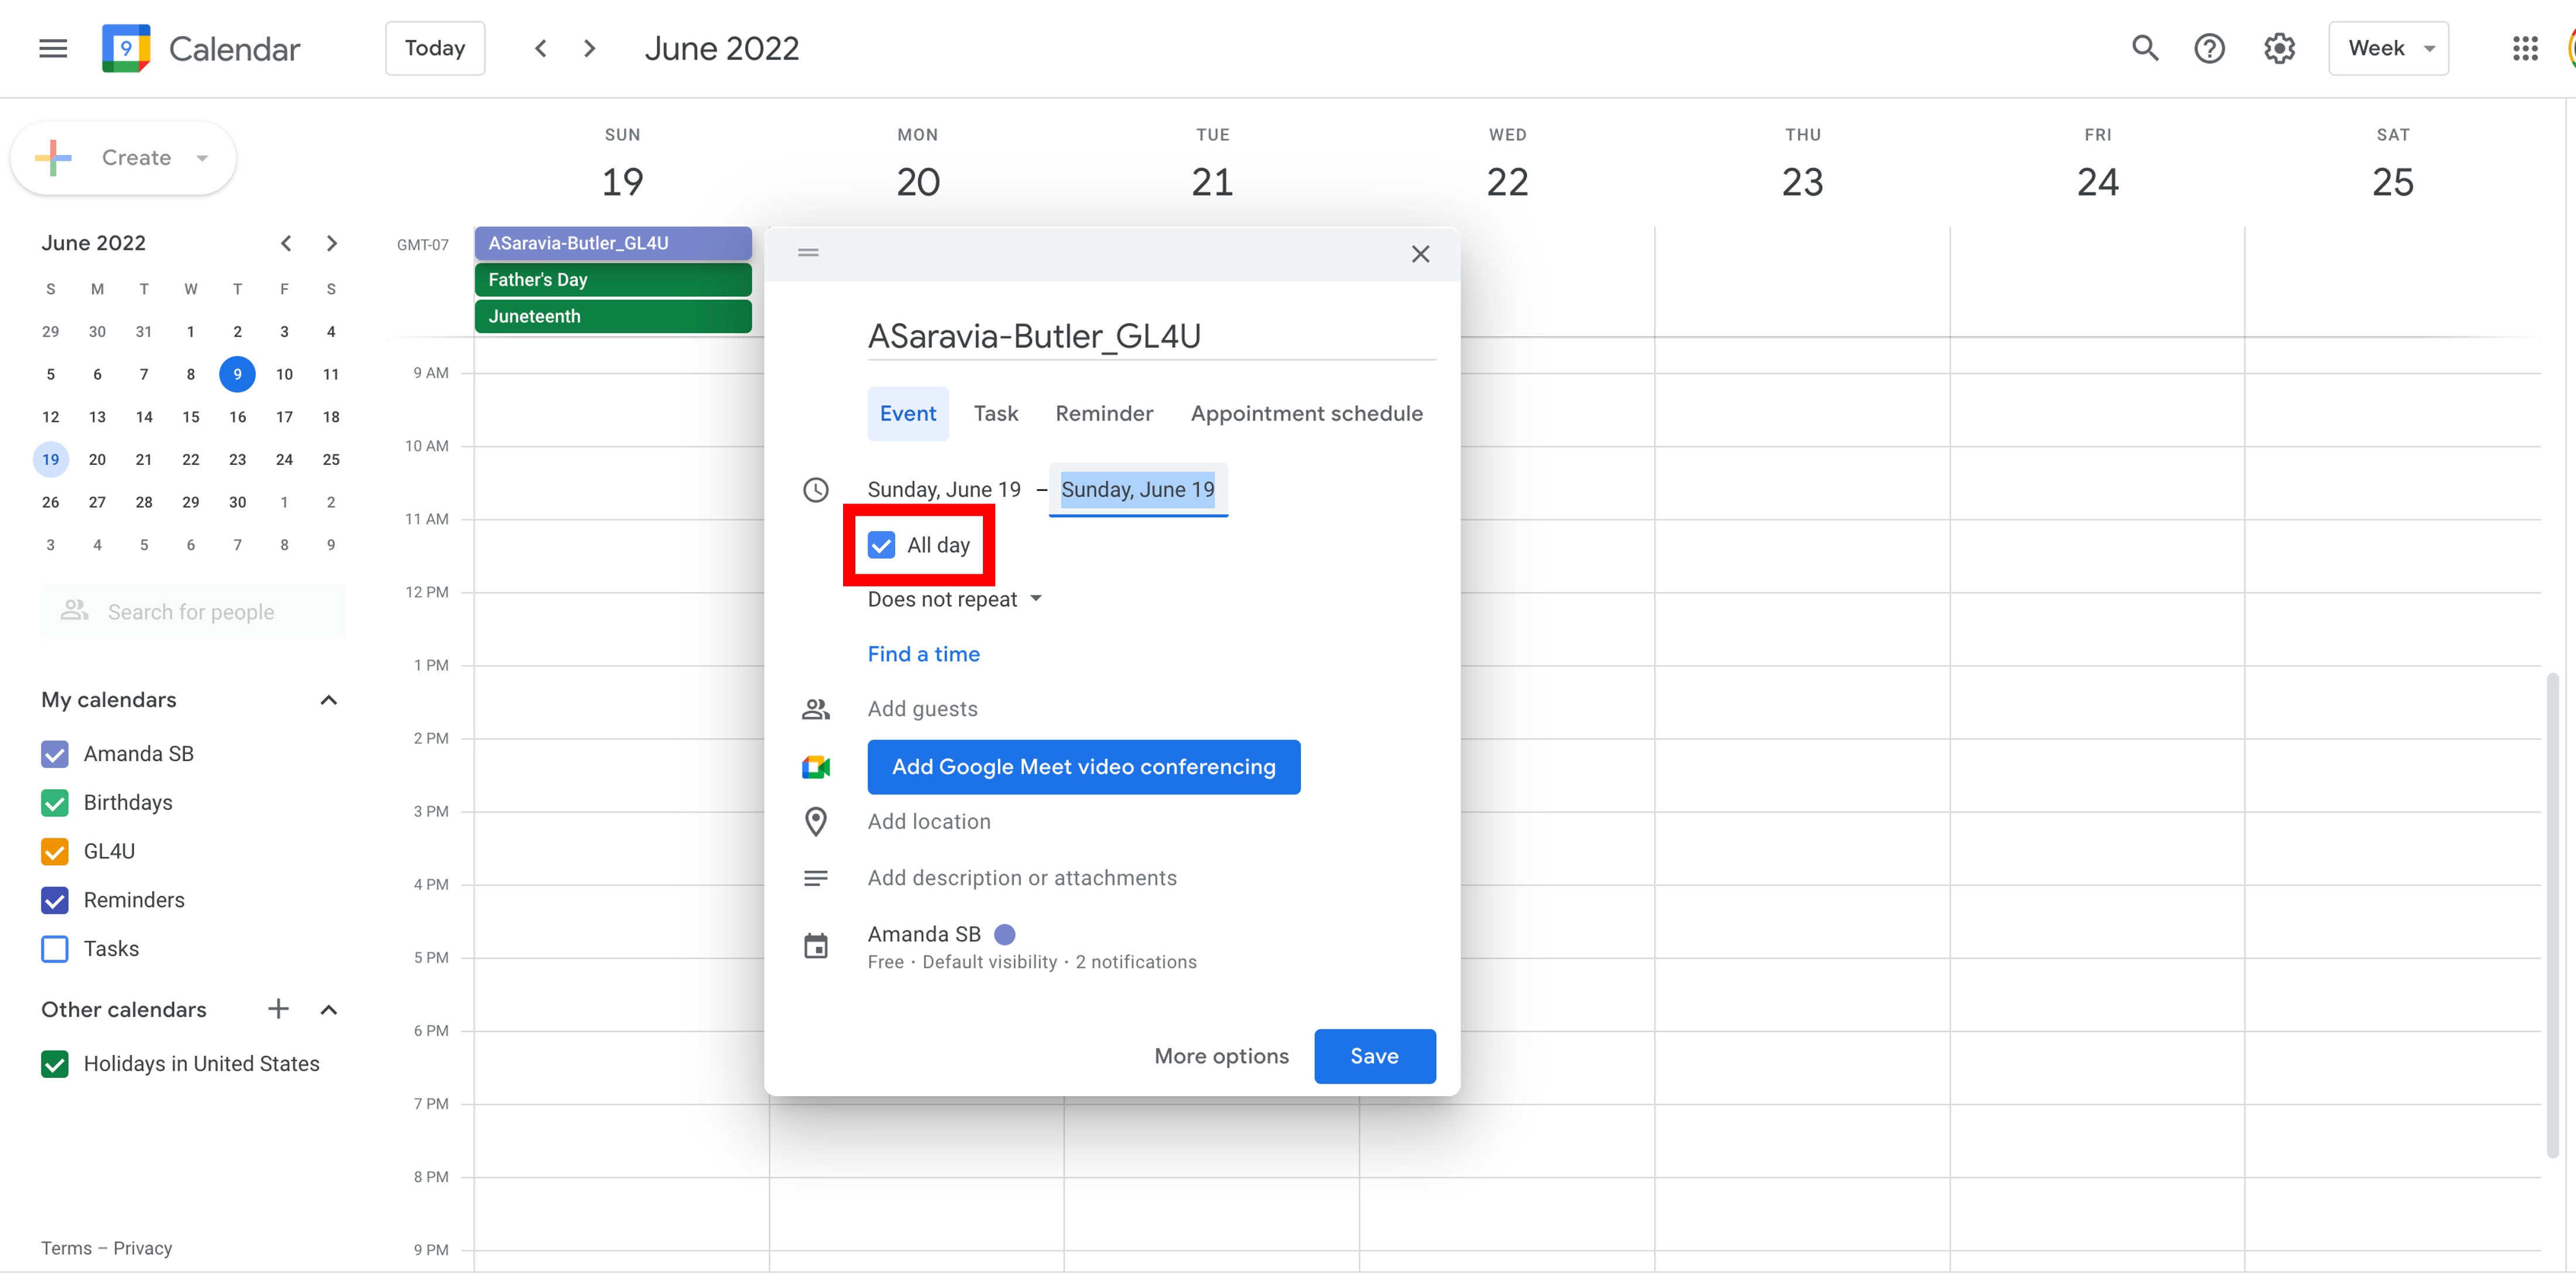 9 Calendar Today June 2022 Week
Create
SUN MON TUE WED THU FRI SAT
19 20 21 22 23 24 25
June 2022
S M T W T F S
29 30 31 1 2 3 4
5 6 7 8 9 10 11
12 13 14 15 16 17 18
19 20 21 22 23 24 25
26 27 28 29 30 1 2
3 4 5 6 7 8 9
Search for people
My calendars
Amanda SB
Birthdays
GL4U
Reminders
Tasks
Other calendars
Holidays in United States
Terms – Privacy
GMT-07
ASaravia-Butler_GL4U
Father's Day
Juneteenth
9 AM
10 AM
11 AM
12 PM
1 PM
2 PM
3 PM
4 PM
5 PM
6 PM
7 PM
8 PM
9 PM
ASaravia-Butler_GL4U
Event Task Reminder Appointment schedule
Sunday, June 19 – Sunday, June 19
All day
Does not repeat
Find a time
Add guests
Add Google Meet video conferencing
Add location
Add description or attachments
Amanda SB
Free · Default visibility · 2 notifications
More options Save